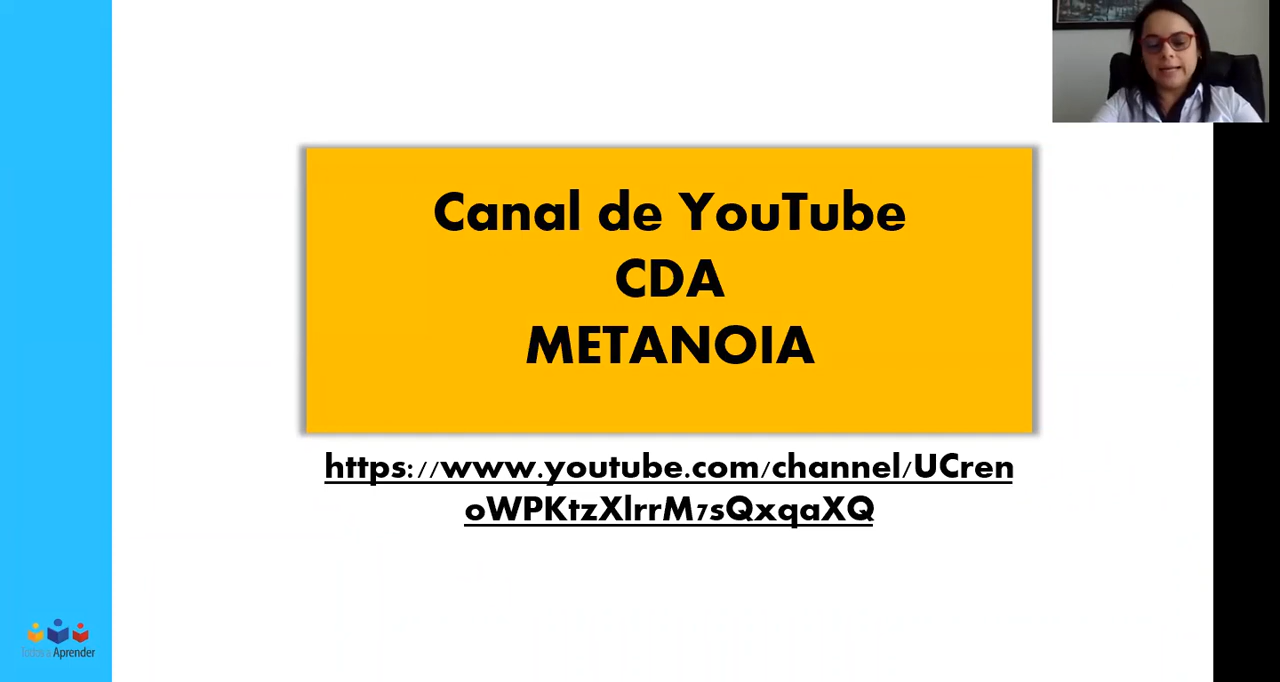 Canal de YouTube
CDA
METANOIA
https://www.youtube.com/channel/UCren
oWPKtzXlrrM7sQxqaXQ
Todos a Aprender